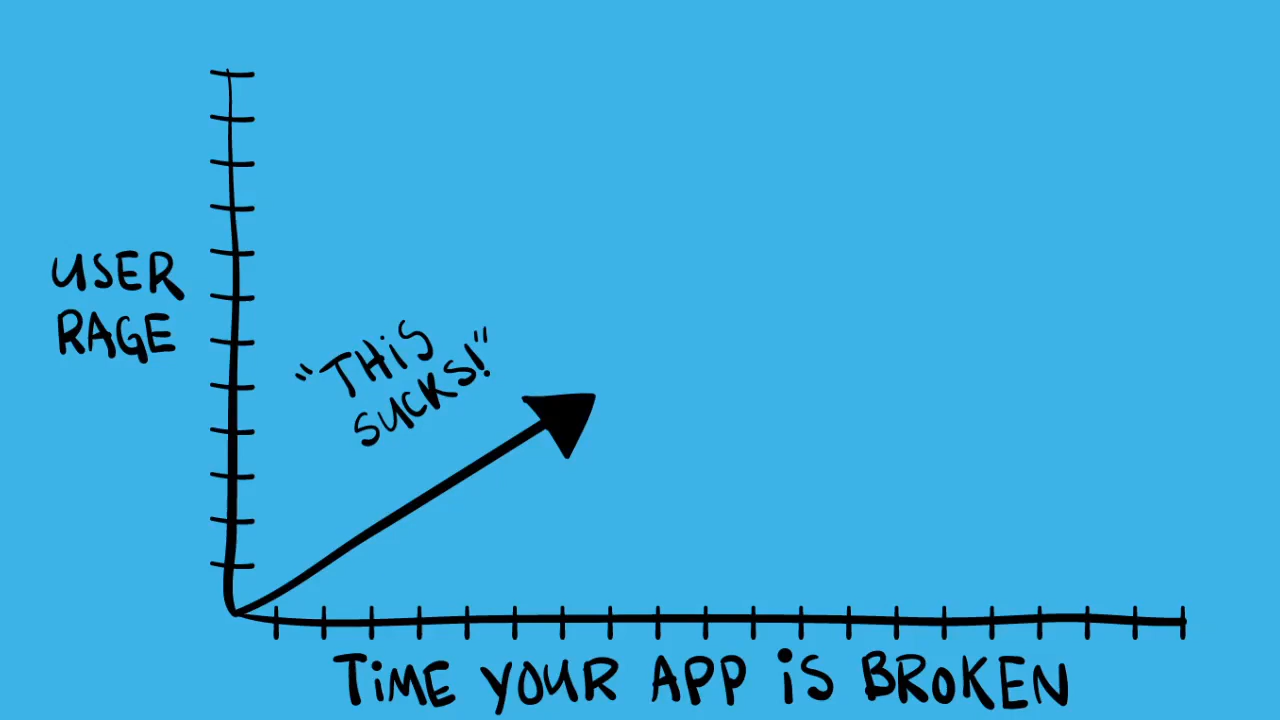 USER
RAGE
"THiS
SUCKS!"
TiME YOUR APP iS BROKEN